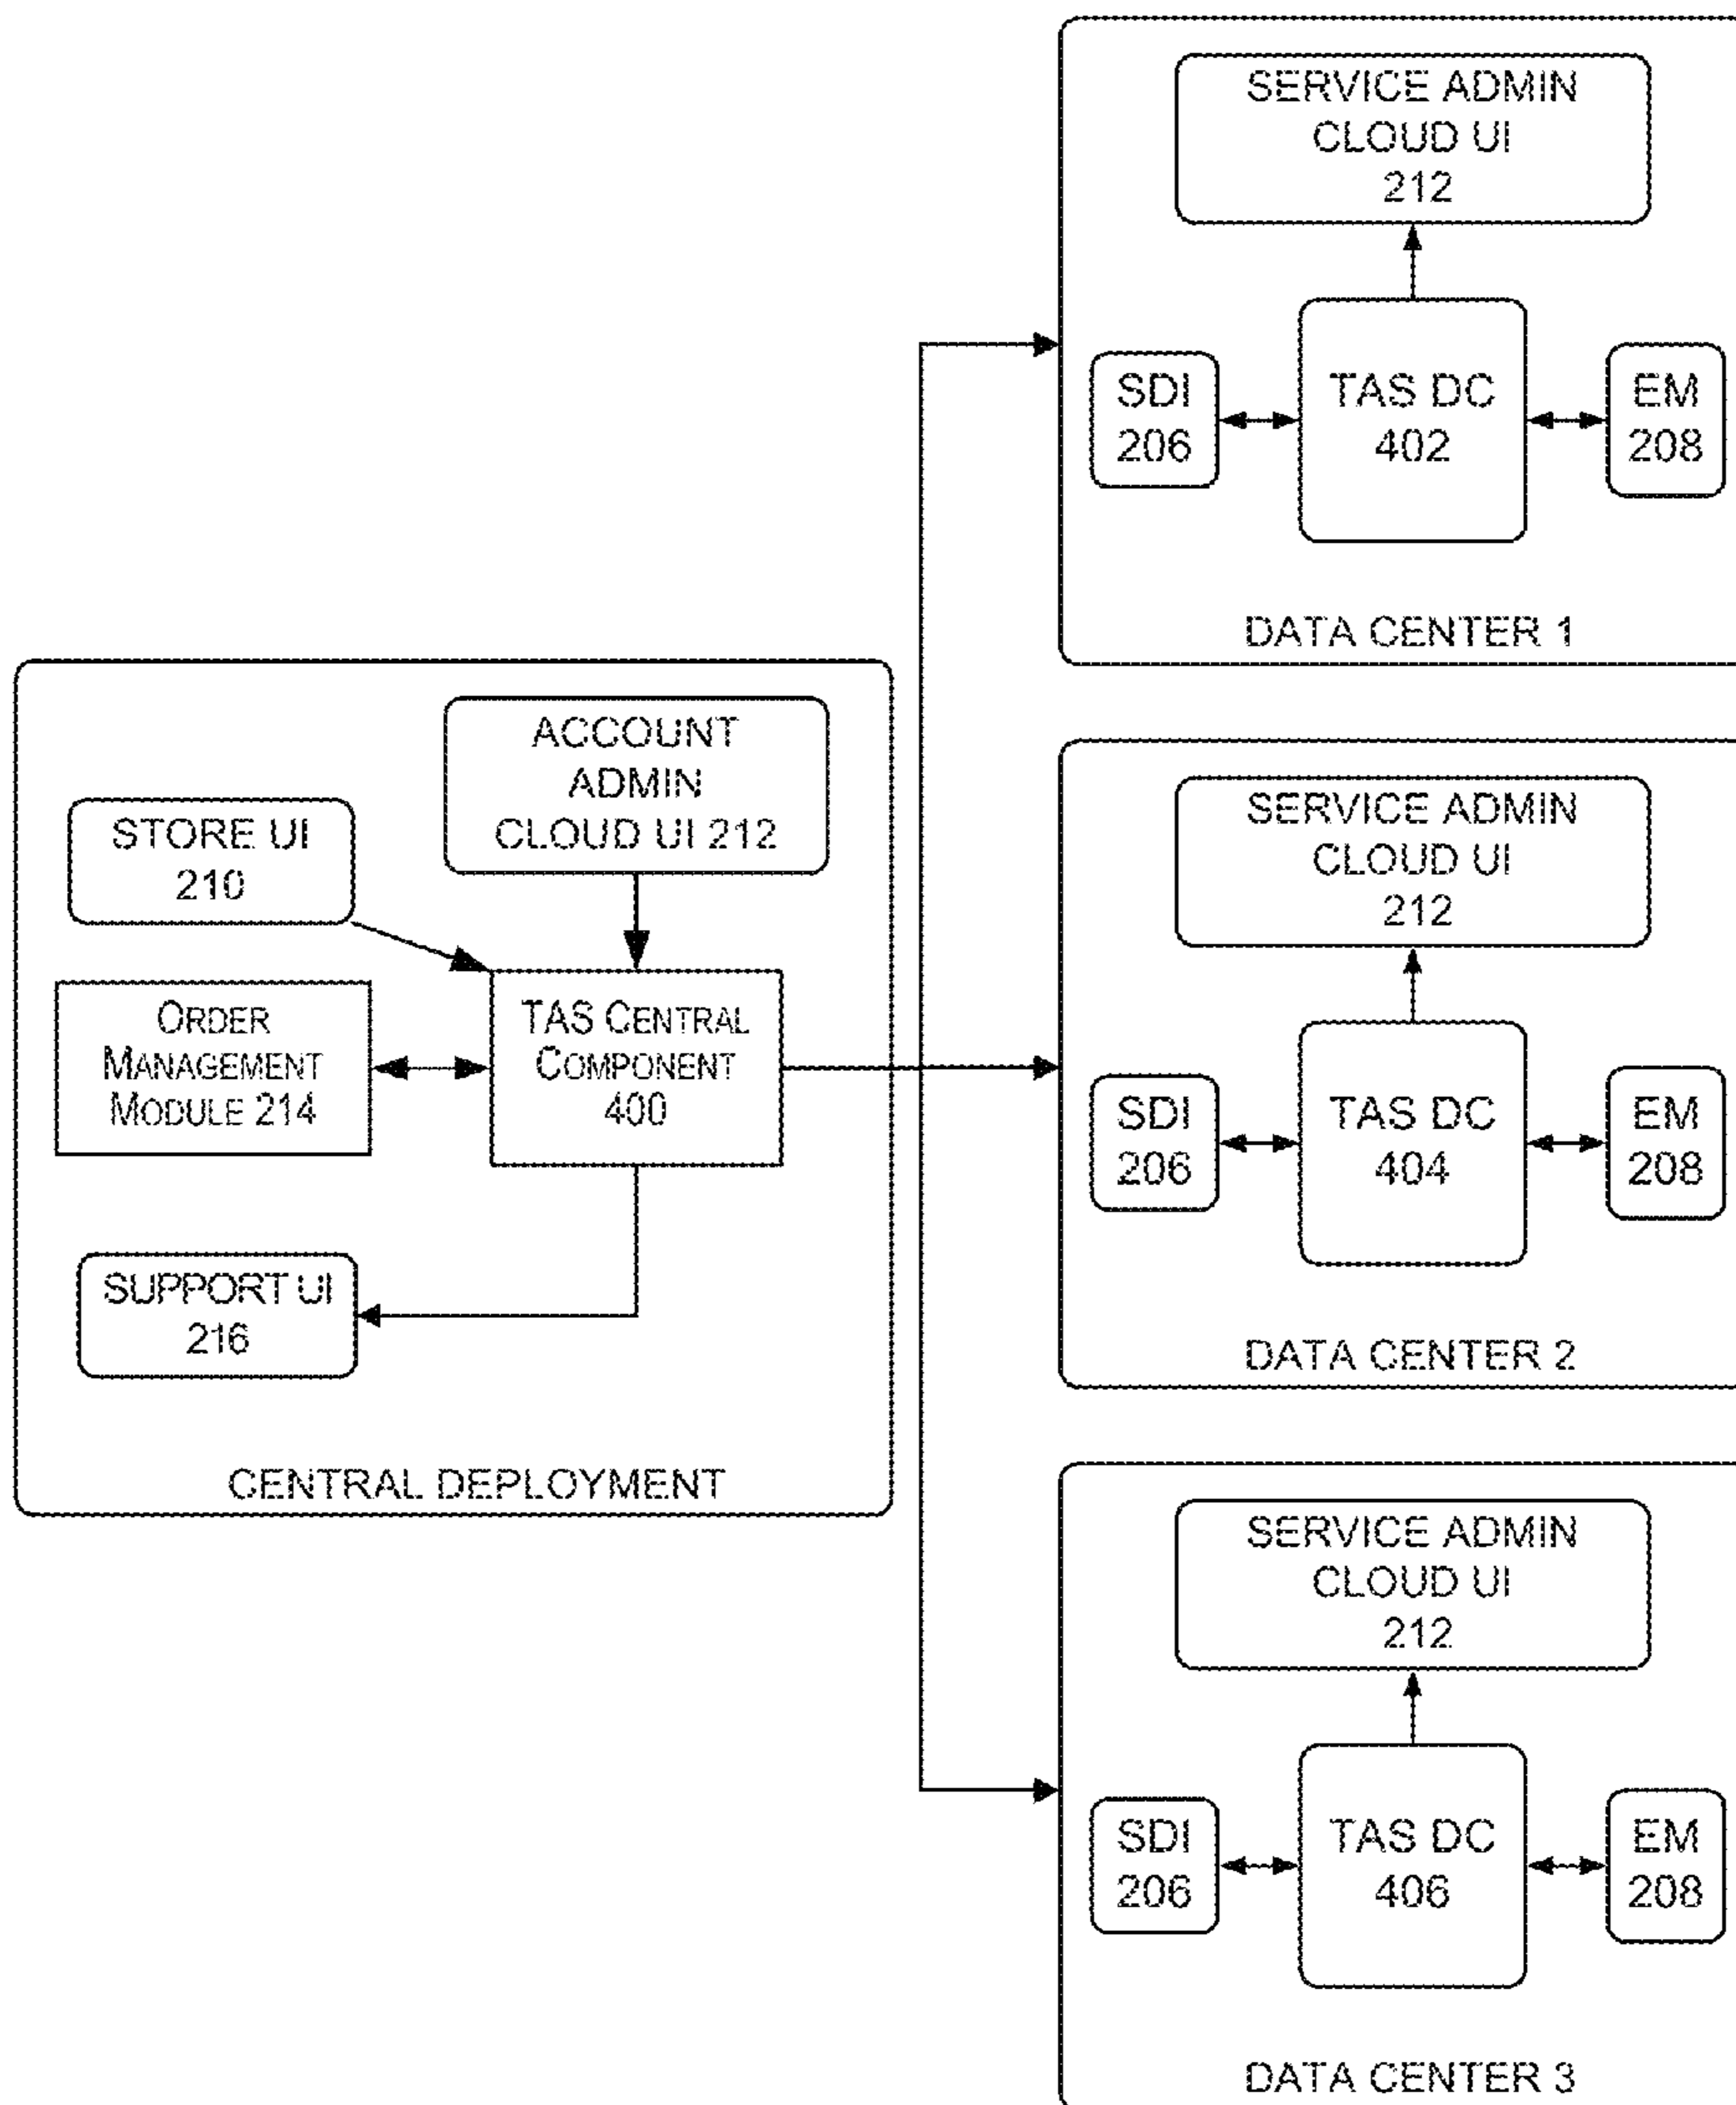 SERVICE ADMIN
CLOUD UI
212
SDI
206
TAS DC
402
EM
208
DATA CENTER 1
ACCOUNT
ADMIN
CLOUD UI 212
STORE UI
210
ORDER
MANAGEMENT
MODULE 214
TAS CENTRAL
COMPONENT
400
SUPPORT UI
216
CENTRAL DEPLOYMENT
SERVICE ADMIN
CLOUD UI
212
SDI
206
TAS DC
404
EM
208
DATA CENTER 2
SERVICE ADMIN
CLOUD UI
212
SDI
206
TAS DC
406
EM
208
DATA CENTER 3